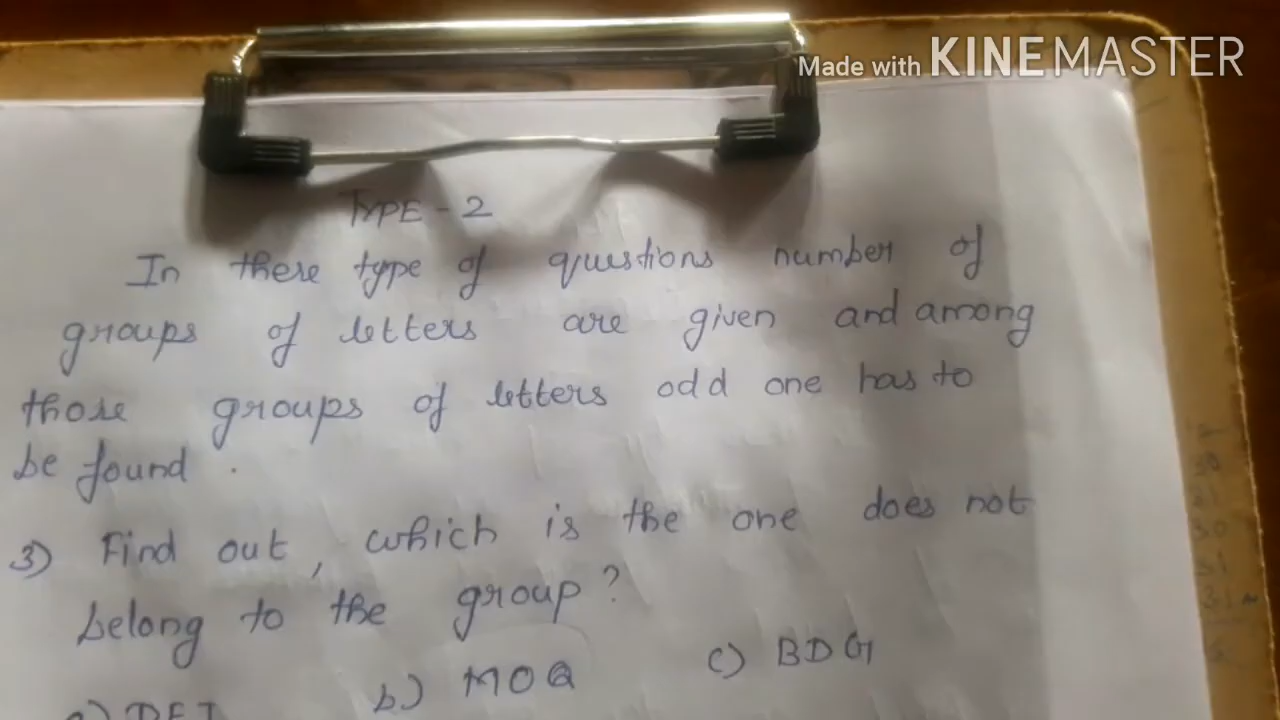 Made with KINEMASTER
TYPE - 2
In these type of questions number of
groups of letters are given and among
those groups of letters odd one has to
be found .
3) Find out, which is the one does not
belong to the group ?
b) MOQ c) BDG